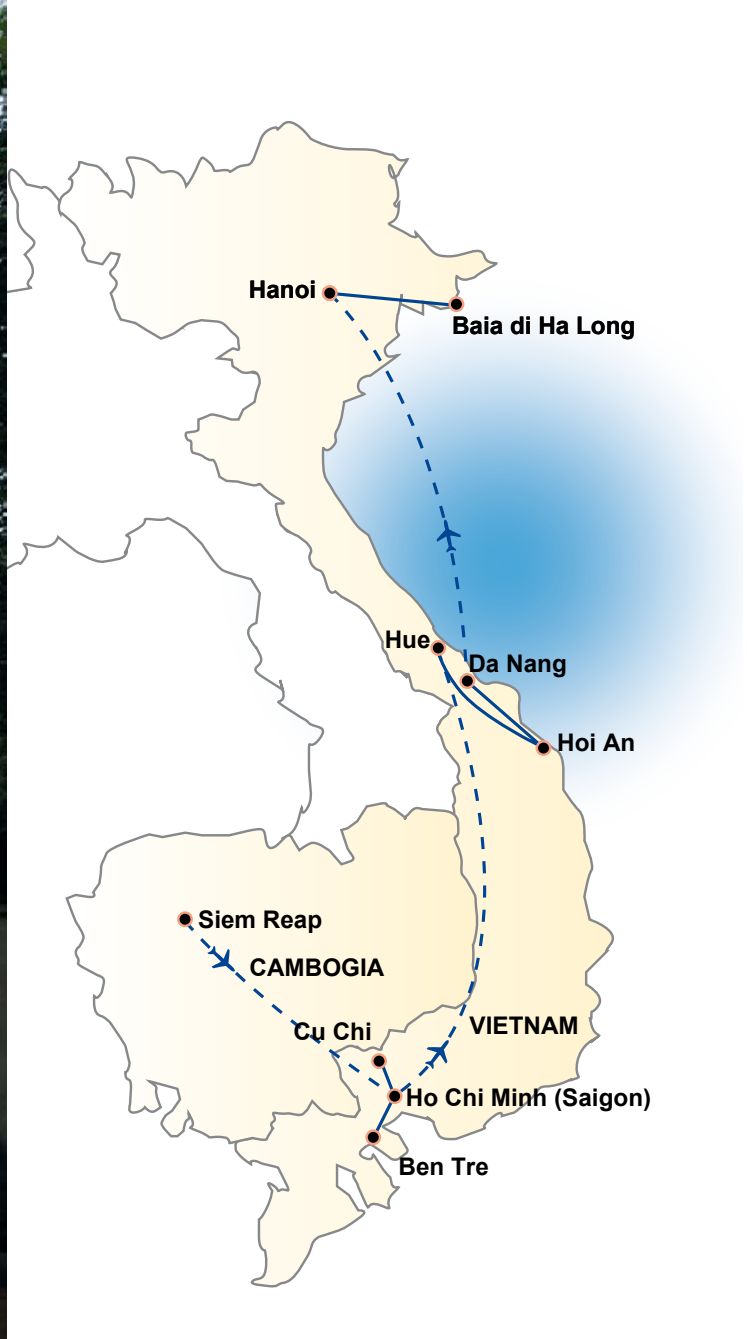 Hanoi
Baia di Ha Long
Hue
Da Nang
Hoi An
Siem Reap
CAMBOGIA
Cu Chi
VIETNAM
Ho Chi Minh (Saigon)
Ben Tre